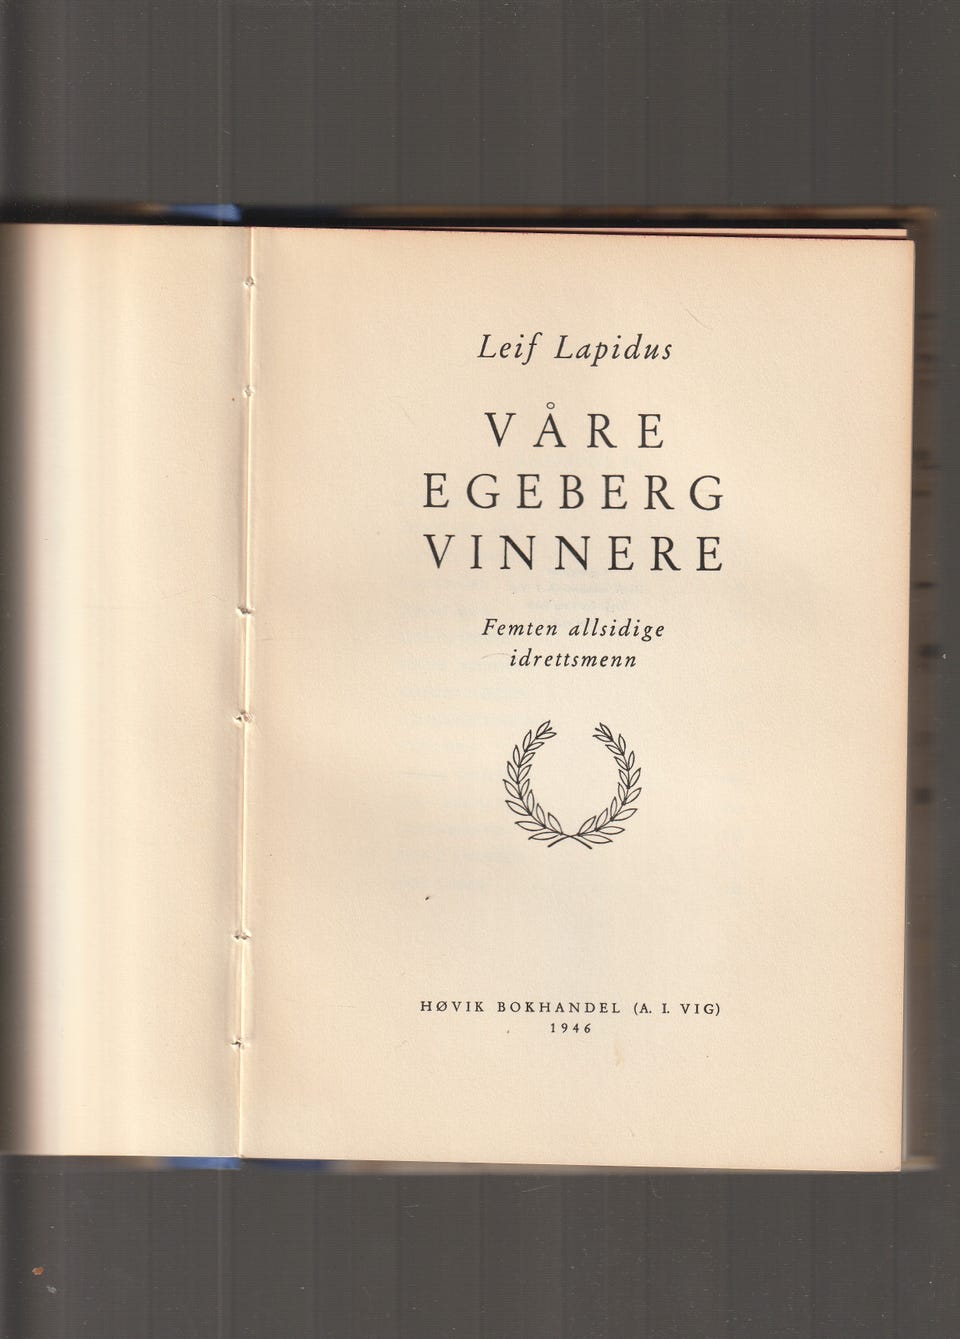 Leif Lapidus
VÅRE
EGEBERG
VINNERE
Femten allsidige
idrettsmenn
HØVIK BOKHANDEL (A. I. VIG)
1946